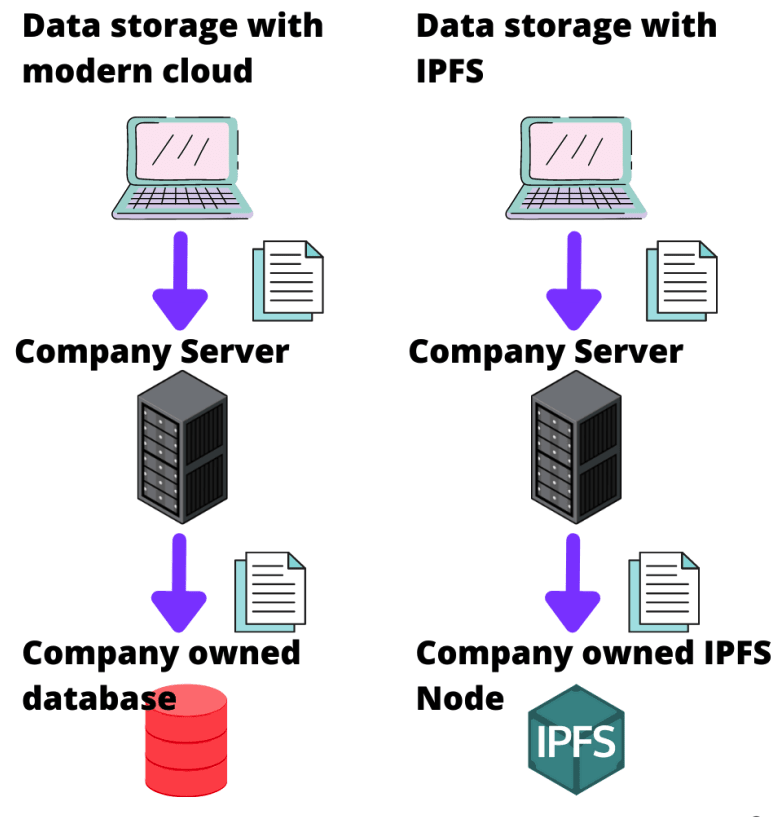 Data storage with
modern cloud
Company Server
Company owned
database
Data storage with
IPFS
Company Server
Company owned IPFS
Node
IPFS